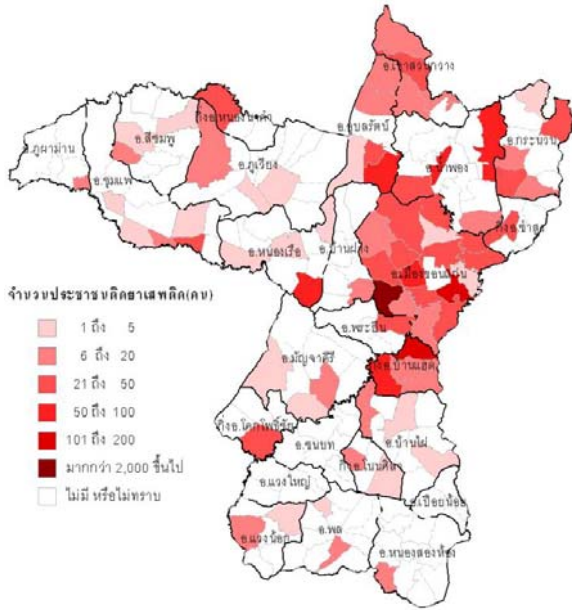 อ.เขาสวนกวาง
กิ่งอ.หนองนาคำ
อ.อุบลรัตน์
อ.กระนวน
อ.สีชมพู
อ.น้ำพอง
อ.ภูผาม่าน
อ.ภูเวียง
อ.ชุมแพ
กิ่งอ.ซำสูง
อ.หนองเรือ
อ.บ้านฝาง
อ.เมืองขอนแก่น
จำนวนประชาชนติดยาเสพติด(คน)
1 ถึง 5
6 ถึง 20
21 ถึง 50
50 ถึง 100
101 ถึง 200
มากกว่า 2,000 ขึ้นไป
ไม่มี หรือไม่ทราบ
อ.พระยืน
อ.มัญจาคีรี
กิ่งอ.บ้านแฮด
กิ่งอ.โคกโพธิ์ชัย
อ.ชนบท
อ.บ้านไผ่
กิ่งอ.โนนศิลา
อ.แวงใหญ่
อ.เปือยน้อย
อ.แวงน้อย
อ.พล
อ.หนองสองห้อง